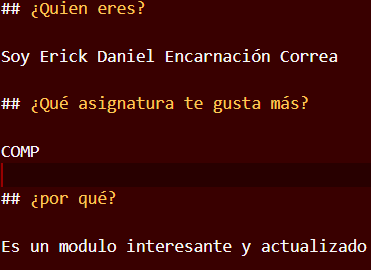 ## ¿Quien eres?
Soy Erick Daniel Encarnación Correa
## ¿Qué asignatura te gusta más?
COMP
## ¿por qué?
Es un modulo interesante y actualizado